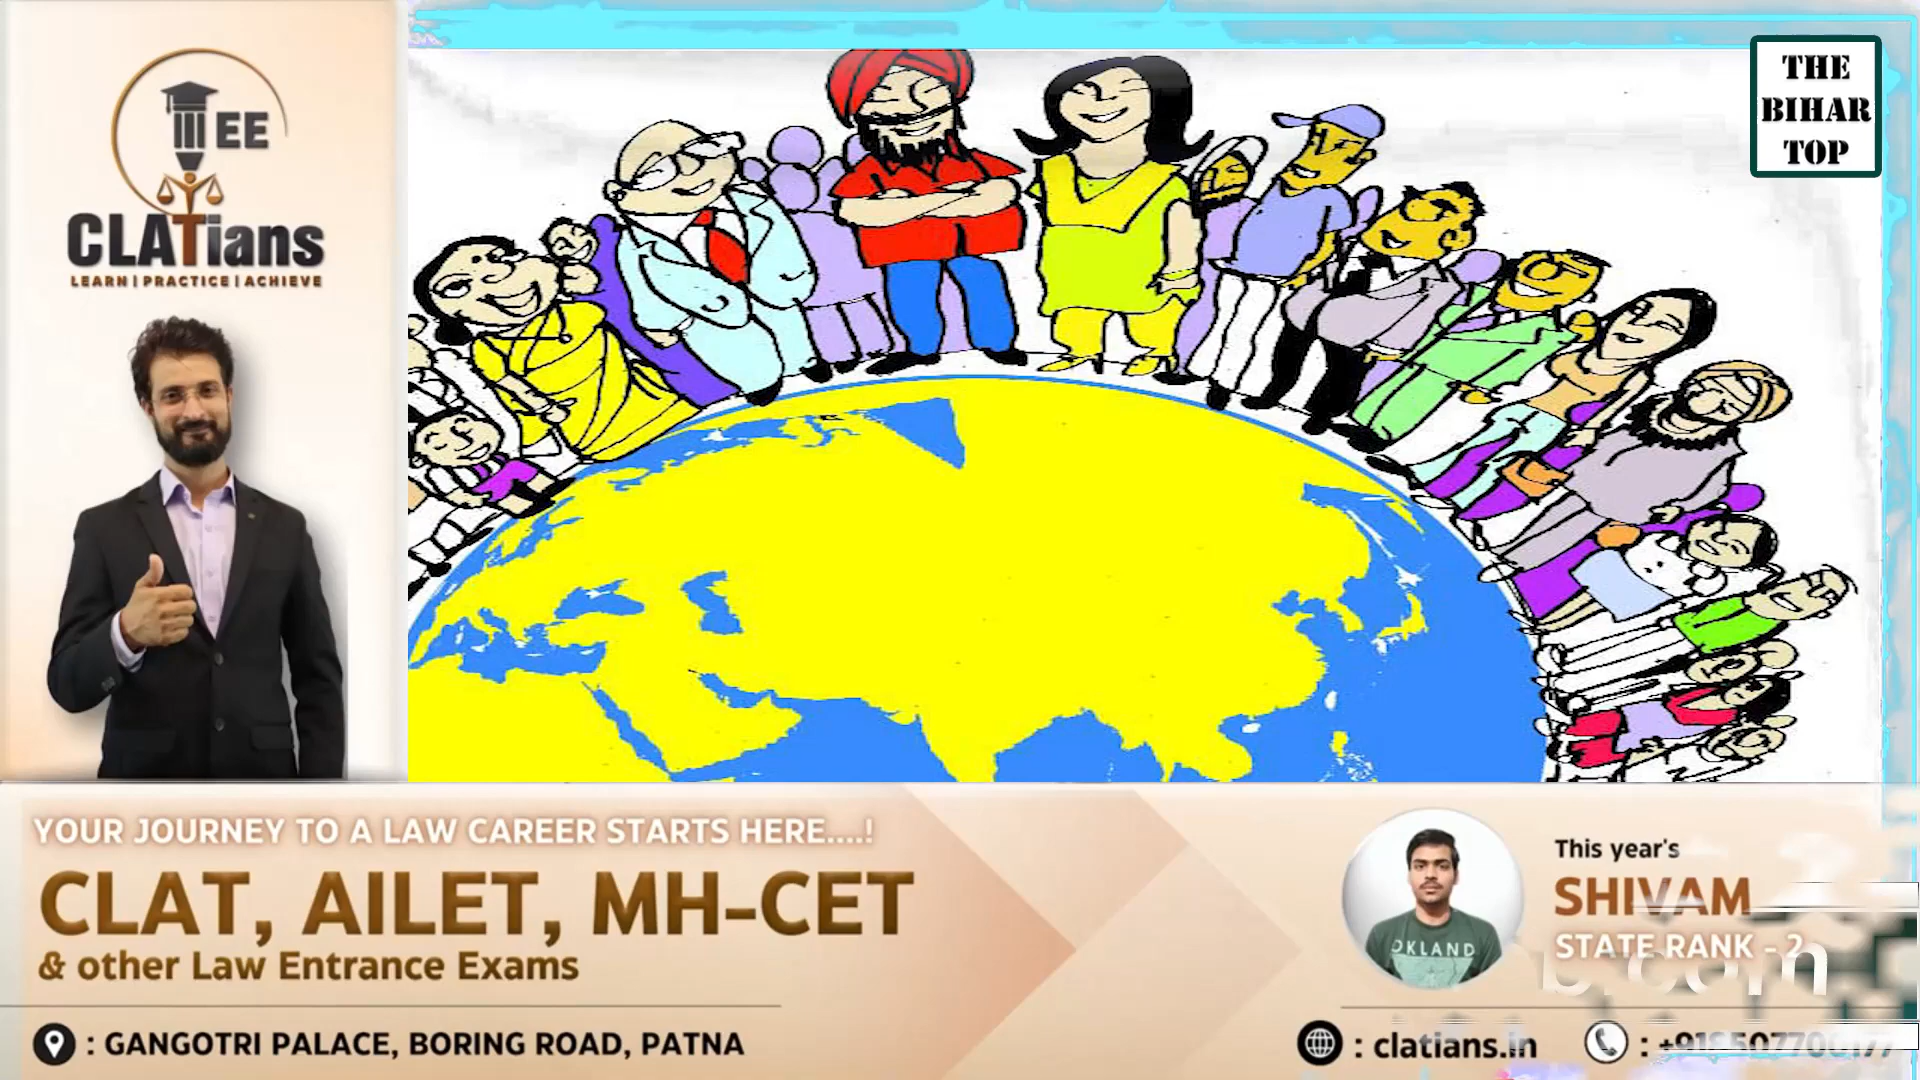 EE
CLATians
LEARN | PRACTICE | ACHIEVE
THE
BIHAR
TOP
YOUR JOURNEY TO A LAW CAREER STARTS HERE....!
CLAT, AILET, MH-CET
& other Law Entrance Exams
: GANGOTRI PALACE, BORING ROAD, PATNA
OKLAND
This year's
SHIVAM
STATE RANK - 2
: clatians.in